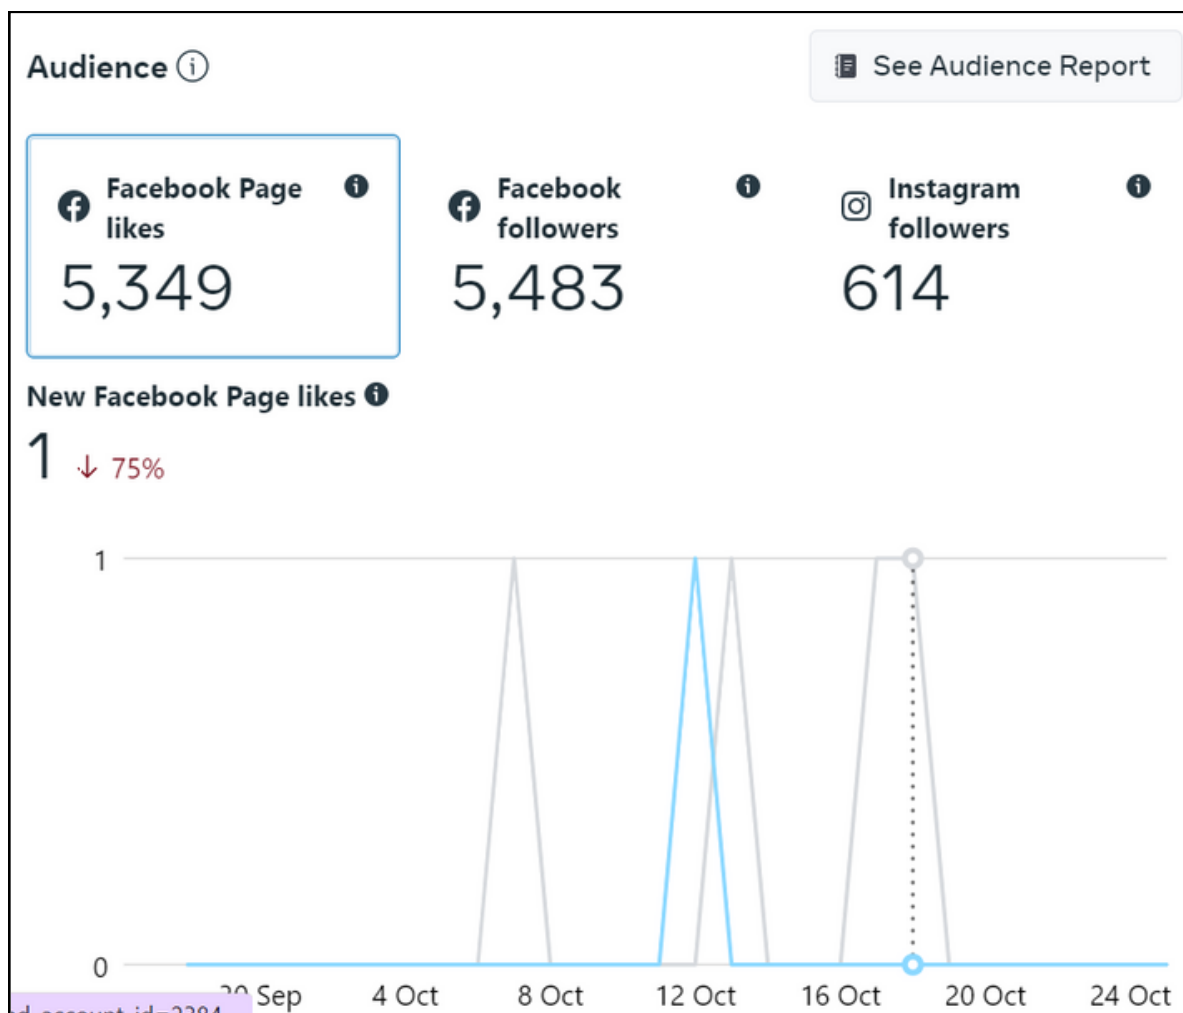 Audience
See Audience Report
Facebook Page likes
5,349
Facebook followers
5,483
Instagram followers
614
New Facebook Page likes
1 ↓ 75%
1
0
30 Sep 4 Oct 8 Oct 12 Oct 16 Oct 20 Oct 24 Oct